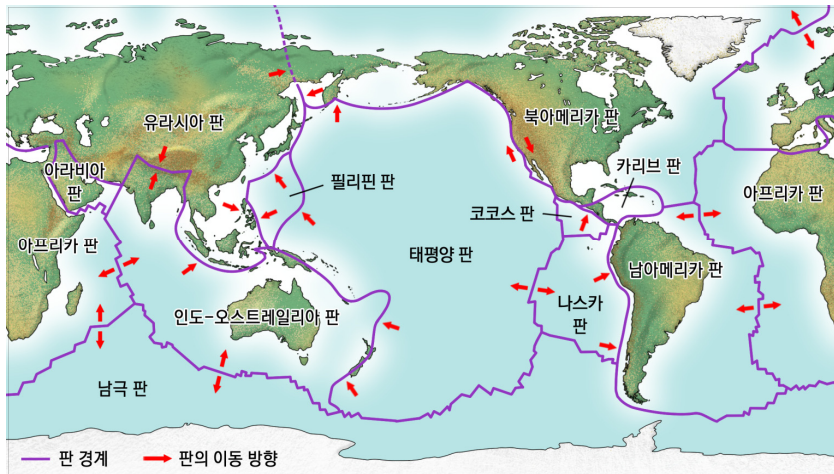 유라시아 판
북아메리카 판
아라비아
판
필리핀 판
카리브 판
아프리카 판
코코스 판
아프리카 판
태평양 판
남아메리카 판
나스카
판
인도-오스트레일리아 판
남극 판
판 경계
판의 이동 방향